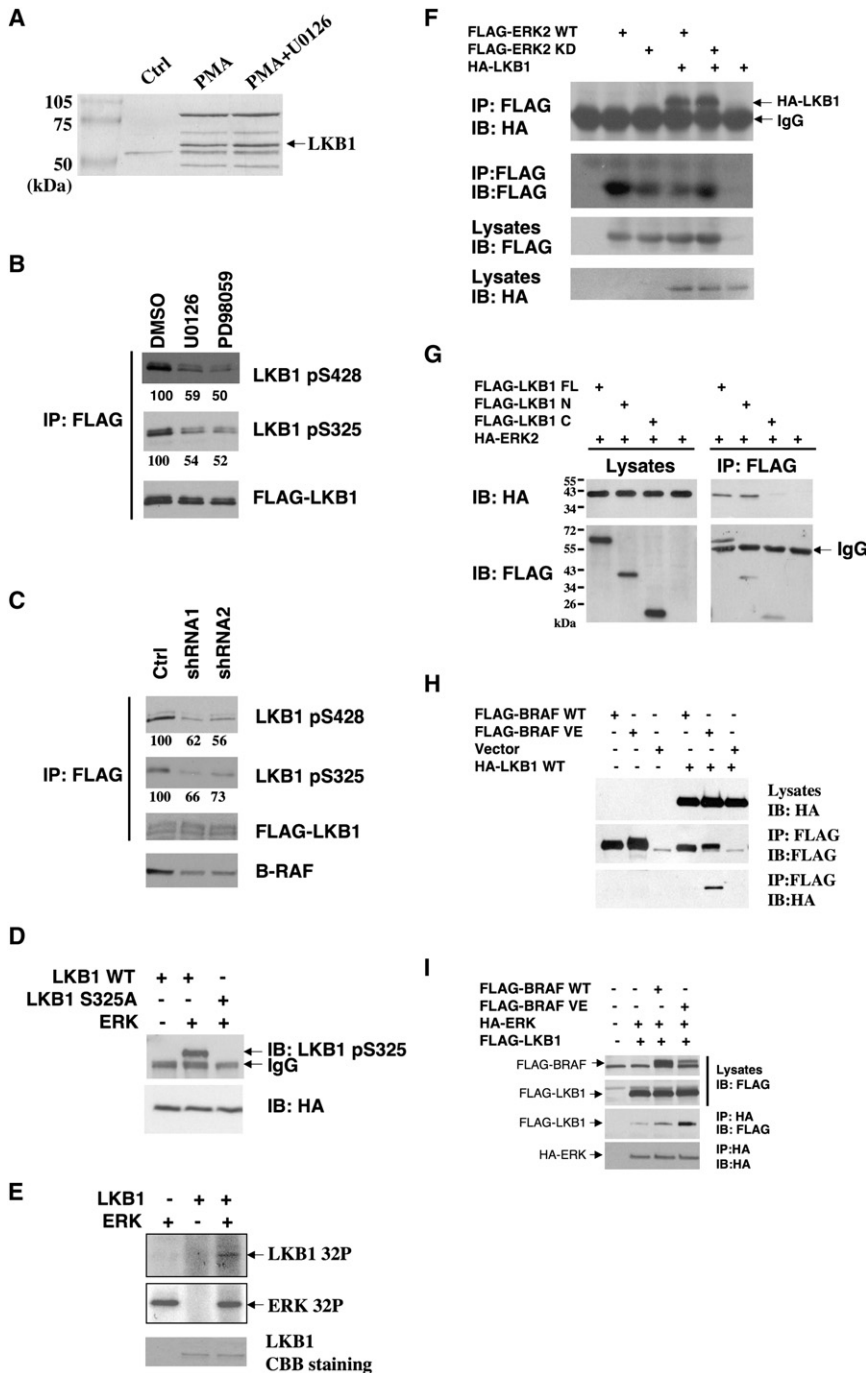 A
Ctrl
PMA
PMA+U0126
105
75
50
(kDa)
LKB1
B
DMSO
U0126
PD98059
IP: FLAG
LKB1 pS428
100 59 50
LKB1 pS325
100 54 52
FLAG-LKB1
C
Ctrl
shRNA1
shRNA2
IP: FLAG
LKB1 pS428
100 62 56
LKB1 pS325
100 66 73
FLAG-LKB1
B-RAF
D
LKB1 WT + + -
LKB1 S325A - - +
ERK - + +
IB: LKB1 pS325
IgG
IB: HA
E
LKB1 - + +
ERK + - +
LKB1 32P
ERK 32P
LKB1
CBB staining
F
FLAG-ERK2 WT + +
FLAG-ERK2 KD + +
HA-LKB1 + + +
IP: FLAG
IB: HA
HA-LKB1
IgG
IP:FLAG
IB:FLAG
Lysates
IB: FLAG
Lysates
IB: HA
G
FLAG-LKB1 FL + +
FLAG-LKB1 N + +
FLAG-LKB1 C + +
HA-ERK2 + + + + + + + +
Lysates
IP: FLAG
IB: HA
55
43
34
IB: FLAG
72
55
43
34
26
kDa
IgG
H
FLAG-BRAF WT + - - + - -
FLAG-BRAF VE - + - - + -
Vector - - + - - +
HA-LKB1 WT - - - + + +
Lysates
IB: HA
IP: FLAG
IB:FLAG
IP:FLAG
IB:HA
I
FLAG-BRAF WT - - + -
FLAG-BRAF VE - - - +
HA-ERK - + + +
FLAG-LKB1 - + + +
FLAG-BRAF
FLAG-LKB1
Lysates
IB: FLAG
FLAG-LKB1
IP: HA
IB: FLAG
HA-ERK
IP:HA
IB:HA